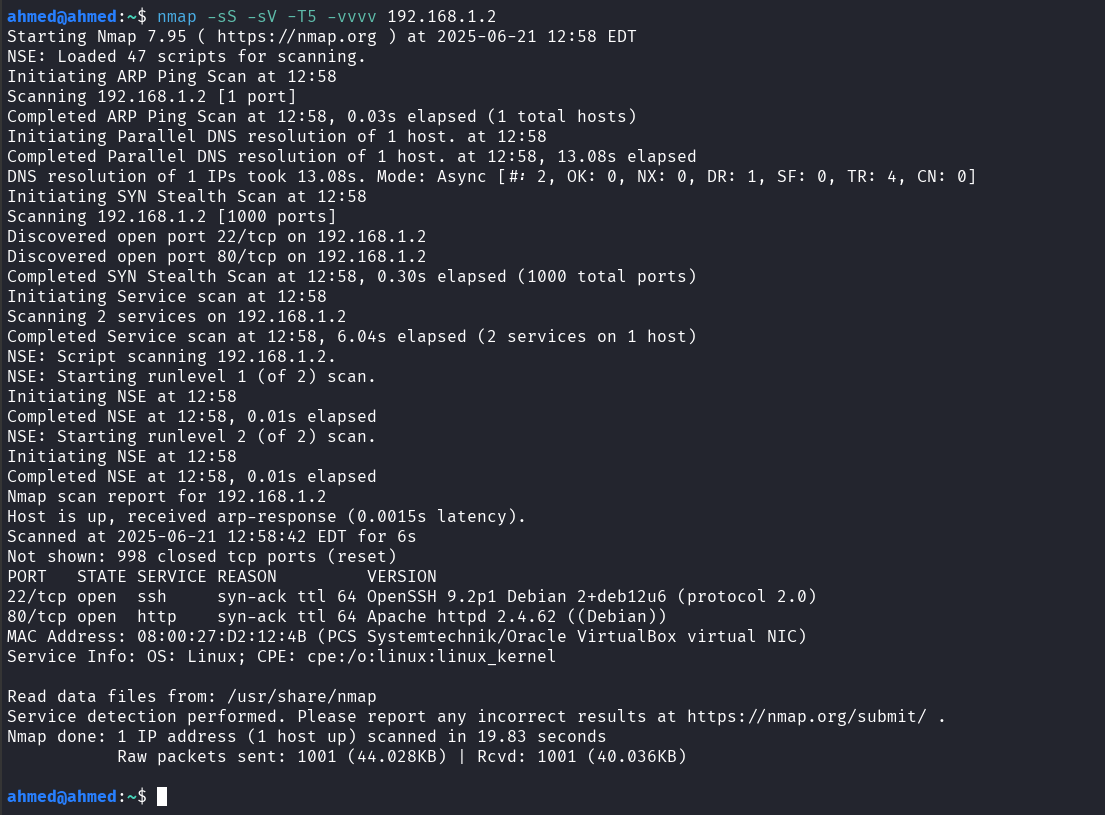 ahmed@ahmed:~$ nmap -sS -sV -T5 -vvvv 192.168.1.2
Starting Nmap 7.95 ( https://nmap.org ) at 2025-06-21 12:58 EDT
NSE: Loaded 47 scripts for scanning.
Initiating ARP Ping Scan at 12:58
Scanning 192.168.1.2 [1 port]
Completed ARP Ping Scan at 12:58, 0.03s elapsed (1 total hosts)
Initiating Parallel DNS resolution of 1 host. at 12:58
Completed Parallel DNS resolution of 1 host. at 12:58, 13.08s elapsed
DNS resolution of 1 IPs took 13.08s. Mode: Async [#: 2, OK: 0, NX: 0, DR: 1, SF: 0, TR: 4, CN: 0]
Initiating SYN Stealth Scan at 12:58
Scanning 192.168.1.2 [1000 ports]
Discovered open port 22/tcp on 192.168.1.2
Discovered open port 80/tcp on 192.168.1.2
Completed SYN Stealth Scan at 12:58, 0.30s elapsed (1000 total ports)
Initiating Service scan at 12:58
Scanning 2 services on 192.168.1.2
Completed Service scan at 12:58, 6.04s elapsed (2 services on 1 host)
NSE: Script scanning 192.168.1.2.
NSE: Starting runlevel 1 (of 2) scan.
Initiating NSE at 12:58
Completed NSE at 12:58, 0.01s elapsed
NSE: Starting runlevel 2 (of 2) scan.
Initiating NSE at 12:58
Completed NSE at 12:58, 0.01s elapsed
Nmap scan report for 192.168.1.2
Host is up, received arp-response (0.0015s latency).
Scanned at 2025-06-21 12:58:42 EDT for 6s
Not shown: 998 closed tcp ports (reset)
PORT   STATE SERVICE REASON         VERSION
22/tcp open  ssh     syn-ack ttl 64 OpenSSH 9.2p1 Debian 2+deb12u6 (protocol 2.0)
80/tcp open  http    syn-ack ttl 64 Apache httpd 2.4.62 ((Debian))
MAC Address: 08:00:27:D2:12:4B (PCS Systemtechnik/Oracle VirtualBox virtual NIC)
Service Info: OS: Linux; CPE: cpe:/o:linux:linux_kernel
Read data files from: /usr/share/nmap
Service detection performed. Please report any incorrect results at https://nmap.org/submit/ .
Nmap done: 1 IP address (1 host up) scanned in 19.83 seconds
           Raw packets sent: 1001 (44.028KB) | Rcvd: 1001 (40.036KB)
ahmed@ahmed:~$